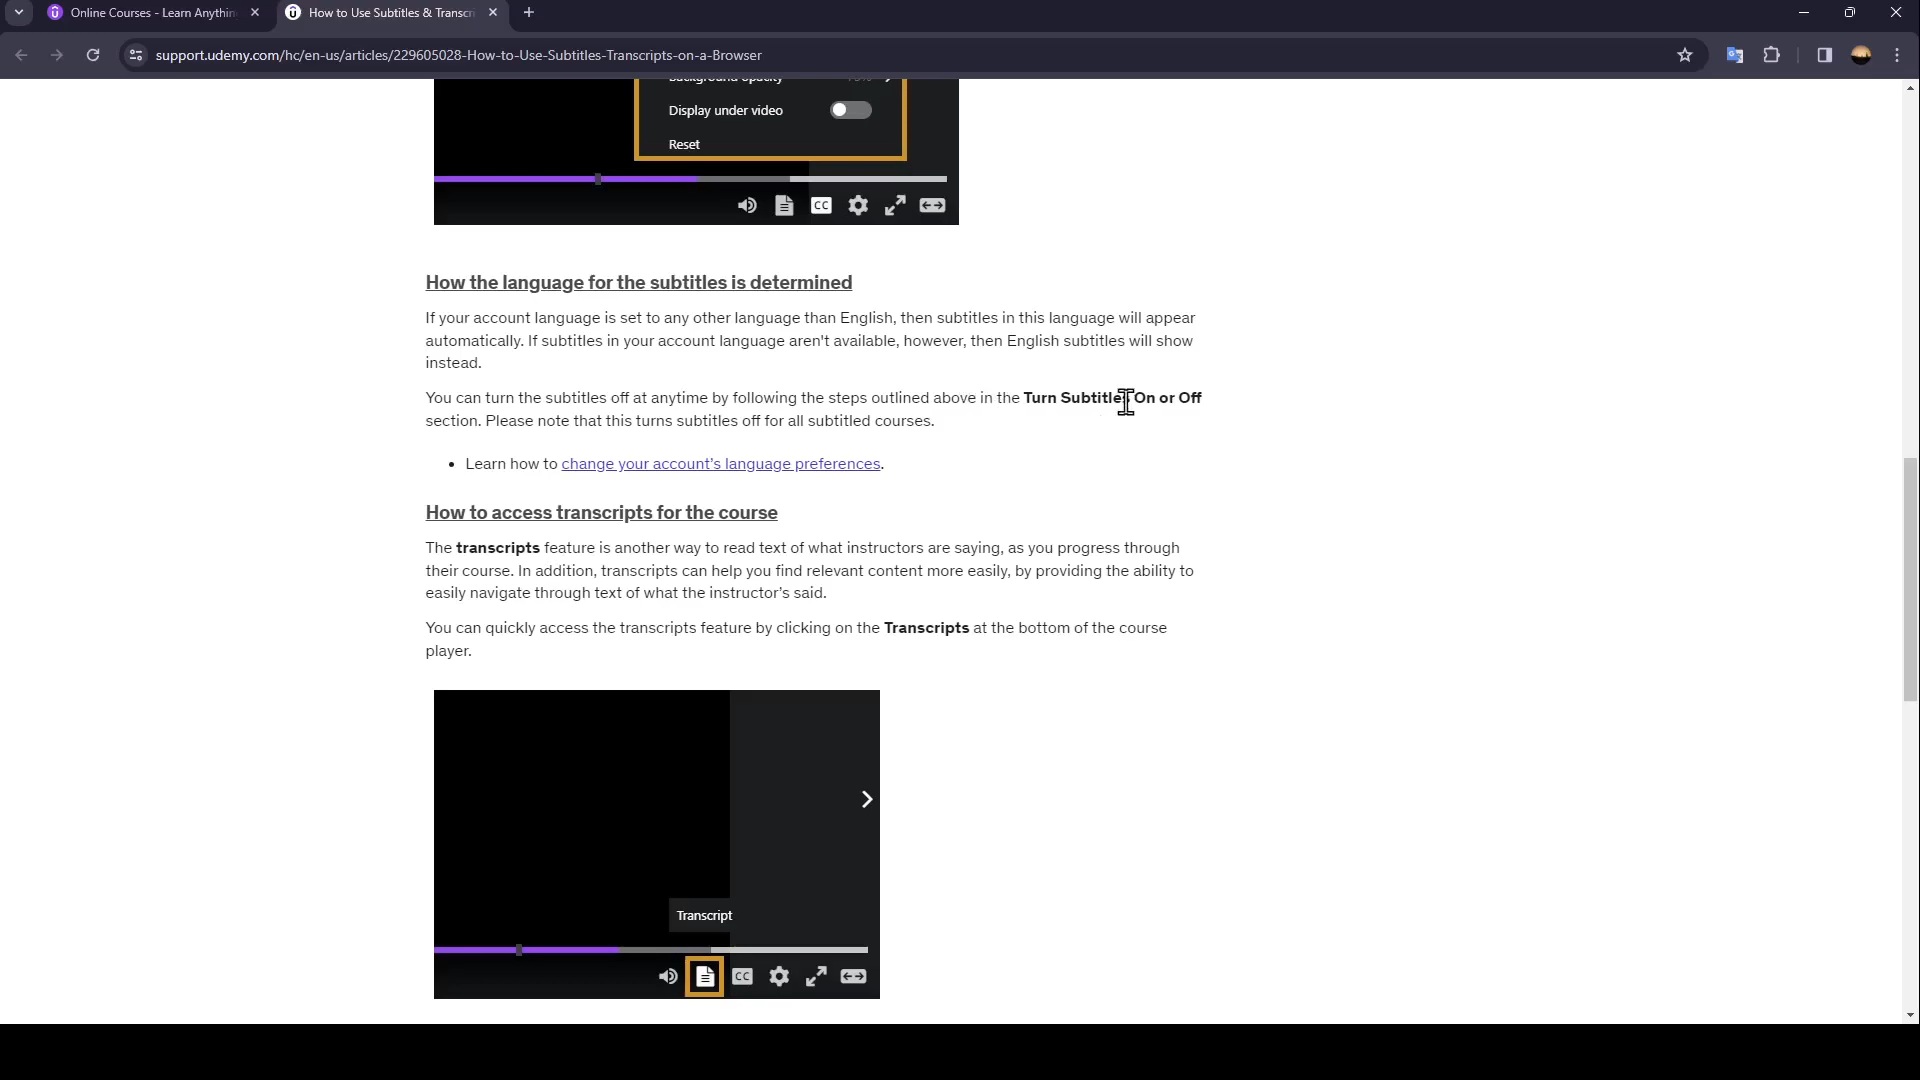 Online Courses - Learn Anythin
How to Use Subtitles & Transcri
support.udemy.com/hc/en-us/articles/229605028-How-to-Use-Subtitles-Transcripts-on-a-Browser
Background opacity 75%
Display under video
Reset
CC
How the language for the subtitles is determined
If your account language is set to any other language than English, then subtitles in this language will appear
automatically. If subtitles in your account language aren't available, however, then English subtitles will show
instead.
You can turn the subtitles off at anytime by following the steps outlined above in the Turn Subtitles On or Off
section. Please note that this turns subtitles off for all subtitled courses.
• Learn how to change your account's language preferences.
How to access transcripts for the course
The transcripts feature is another way to read text of what instructors are saying, as you progress through
their course. In addition, transcripts can help you find relevant content more easily, by providing the ability to
easily navigate through text of what the instructor's said.
You can quickly access the transcripts feature by clicking on the Transcripts at the bottom of the course
player.
Transcript
CC